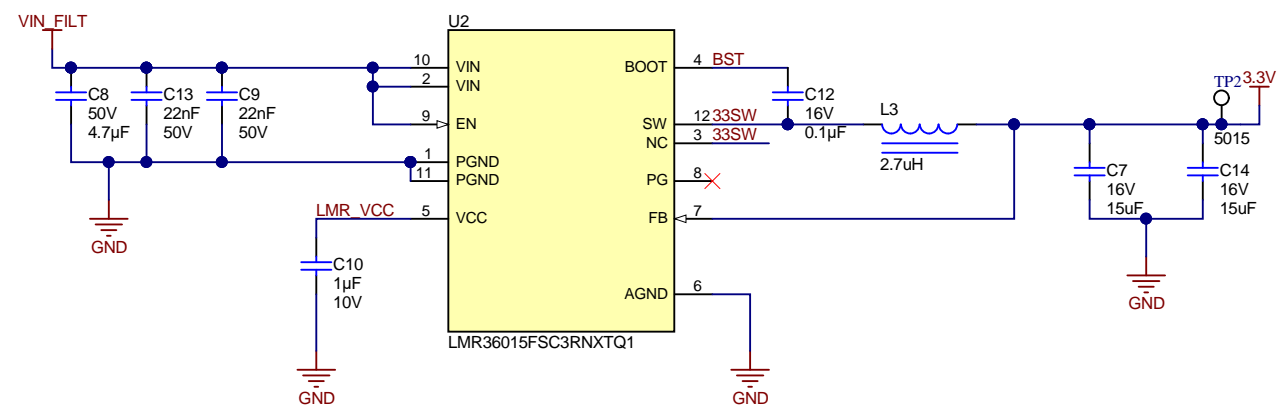 VIN_FILT
U2
C8
50V
4.7µF
C13
22nF
50V
C9
22nF
50V
10
2
9
1
11
5
VIN
VIN
EN
PGND
PGND
VCC
BOOT
SW
NC
PG
FB
AGND
4
12
3
8
7
6
BST
33SW
33SW
C12
16V
0.1µF
L3
2.7uH
TP2
5015
3.3V
C7
16V
15uF
C14
16V
15uF
GND
LMR_VCC
C10
1µF
10V
GND
LMR36015FSC3RNXTQ1
GND
GND